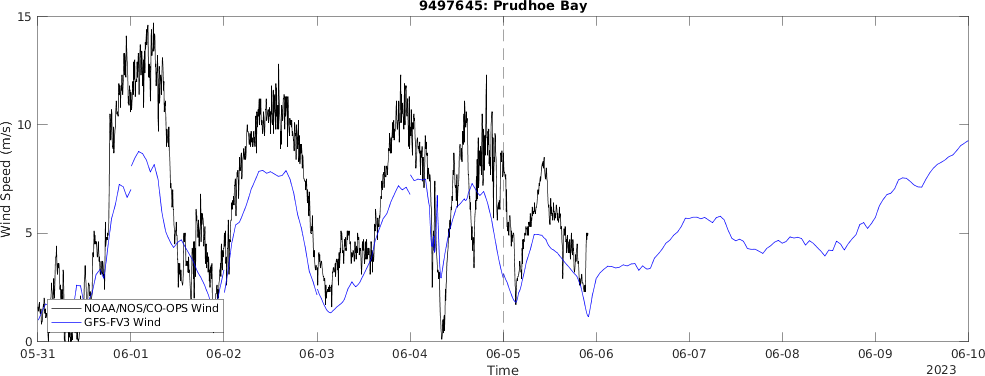 9497645: Prudhoe Bay
Wind Speed (m/s)
15
10
5
0
NOAA/NOS/CO-OPS Wind
GFS-FV3 Wind
05-31 06-01 06-02 06-03 06-04 06-05 06-06 06-07 06-08 06-09 06-10
Time
2023